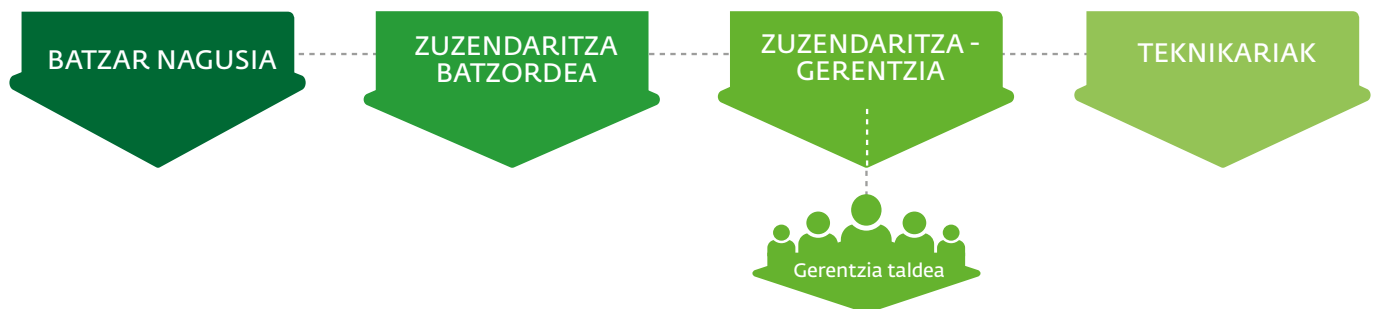 BATZAR NAGUSIA
ZUZENDARITZA
BATZORDEA
ZUZENDARITZA -
GERENTZIA
TEKNIKARIAK
Gerentzia taldea